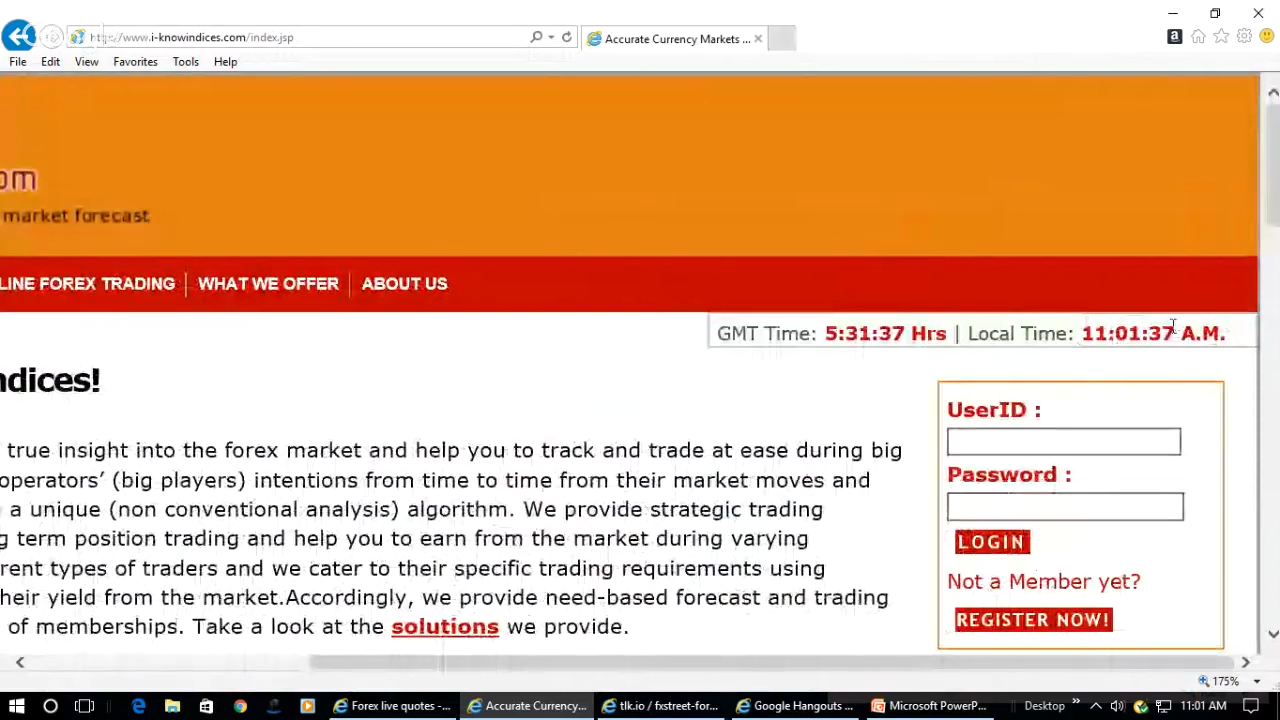 http://www.i-knowindices.com/index.jsp
Accurate Currency Markets ...
File Edit View Favorites Tools Help
om
market forecast
LINE FOREX TRADING | WHAT WE OFFER | ABOUT US
GMT Time: 5:31:37 Hrs | Local Time: 11:01:37 A.M.
ndices!
UserID :
true insight into the forex market and help you to track and trade at ease during big
operators’ (big players) intentions from time to time from their market moves and
a unique (non conventional analysis) algorithm. We provide strategic trading
g term position trading and help you to earn from the market during varying
rent types of traders and we cater to their specific trading requirements using
heir yield from the market.Accordingly, we provide need-based forecast and trading
of memberships. Take a look at the solutions we provide.
Password :
LOGIN
Not a Member yet?
REGISTER NOW!
175%
Forex live quotes -...
Accurate Currency...
tlk.io / fxstreet-for...
Google Hangouts ...
Microsoft PowerP...
Desktop
11:01 AM